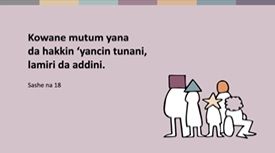 Kowane mutum yana
da hakkin ‘yancin tunani,
lamiri da addini.
Sashe na 18